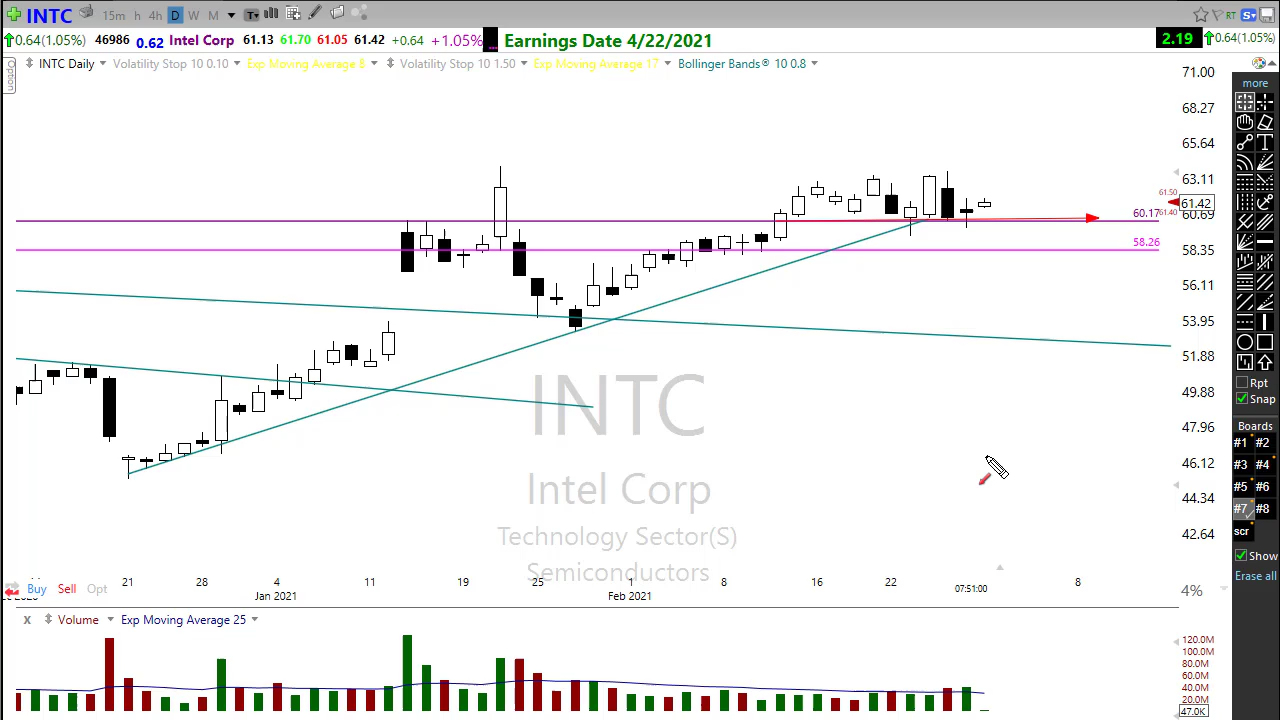 INTC 15m h 4h D W M T RT S
0.64(1.05%) 46986 0.62 Intel Corp 61.13 61.70 61.05 61.42 +0.64 +1.05% Earnings Date 4/22/2021 2.19 0.64(1.05%)
Option
INTC Daily Volatility Stop 10 0.10 Exp Moving Average 8 Volatility Stop 10 1.50 Exp Moving Average 17 Bollinger Bands® 10 0.8
71.00
68.27
65.64
63.11
61.50
61.42
60.17 61.40
60.69
58.26
58.35
56.11
53.95
51.88
49.88
47.96
46.12
44.34
42.64
4%
INTC
Intel Corp
Technology Sector(S)
Semiconductors
21 28 4 11 19 25 1 8 16 22 8
Jan 2021 Feb 2021 07:51:00
Buy Sell Opt
X Volume Exp Moving Average 25
120.0M
100.0M
80.0M
60.0M
40.0M
20.0M
47.0K
more
T
Rpt
Snap
Boards
#1 #2
#3 #4
#5 #6
#7 #8
scr
Show
Erase all